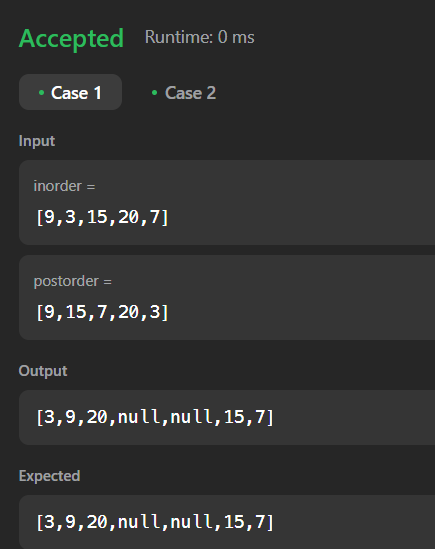 Accepted Runtime: 0 ms
• Case 1 • Case 2
Input
inorder =
[9,3,15,20,7]
postorder =
[9,15,7,20,3]
Output
[3,9,20,null,null,15,7]
Expected
[3,9,20,null,null,15,7]